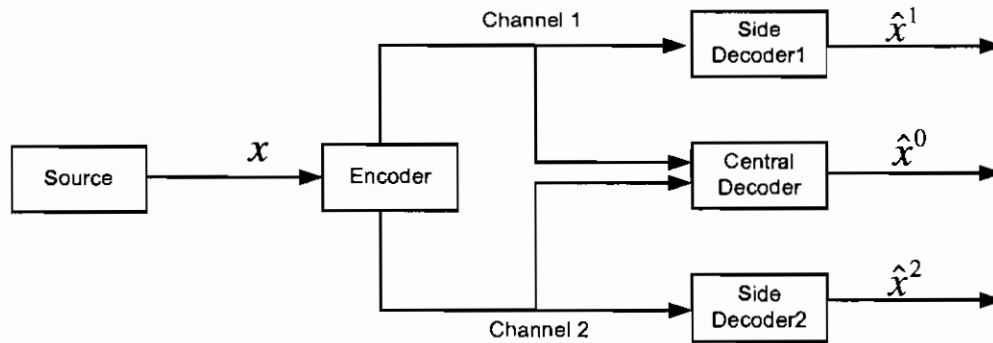 Channel 1
Side
Decoder1
x̂¹
Source
x
Encoder
Central
Decoder
x̂⁰
Side
Decoder2
x̂²
Channel 2